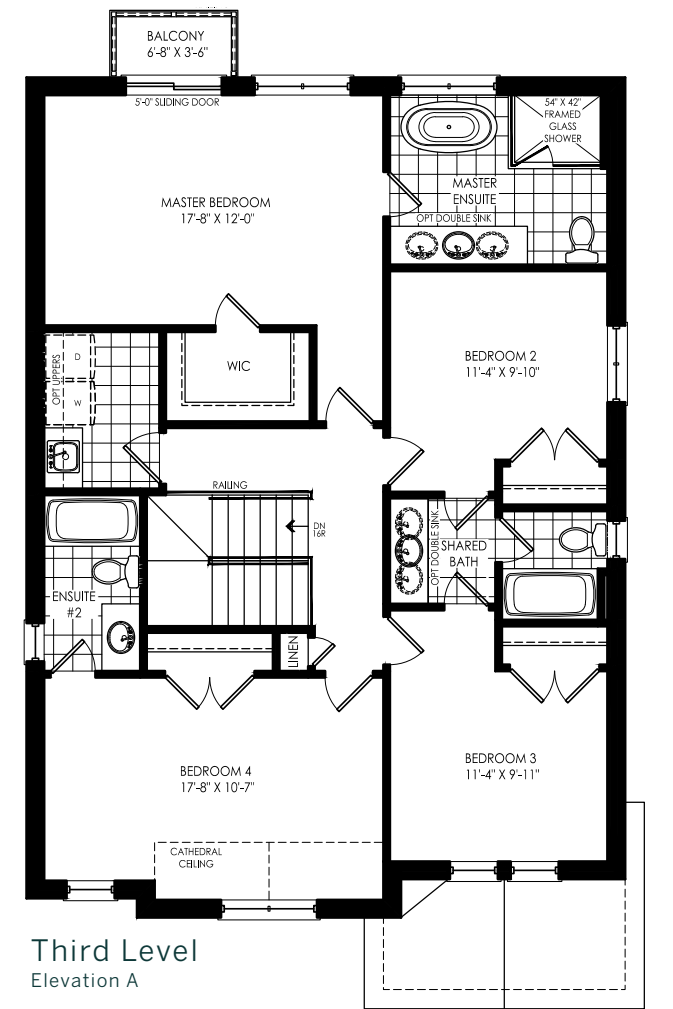 BALCONY
6'-8" X 3'-6"
5'-0" SLIDING DOOR
54" X 42"
FRAMED
GLASS
SHOWER
MASTER BEDROOM
17'-8" X 12'-0"
MASTER
ENSUITE
OPT DOUBLE SINK
OPT UPPERS
D
W
WIC
BEDROOM 2
11'-4" X 9'-10"
RAILING
DN
16R
OPT DOUBLE SINK
SHARED
BATH
ENSUITE
#2
LINEN
BEDROOM 4
17'-8" X 10'-7"
BEDROOM 3
11'-4" X 9'-11"
CATHEDRAL
CEILING
Third Level
Elevation A